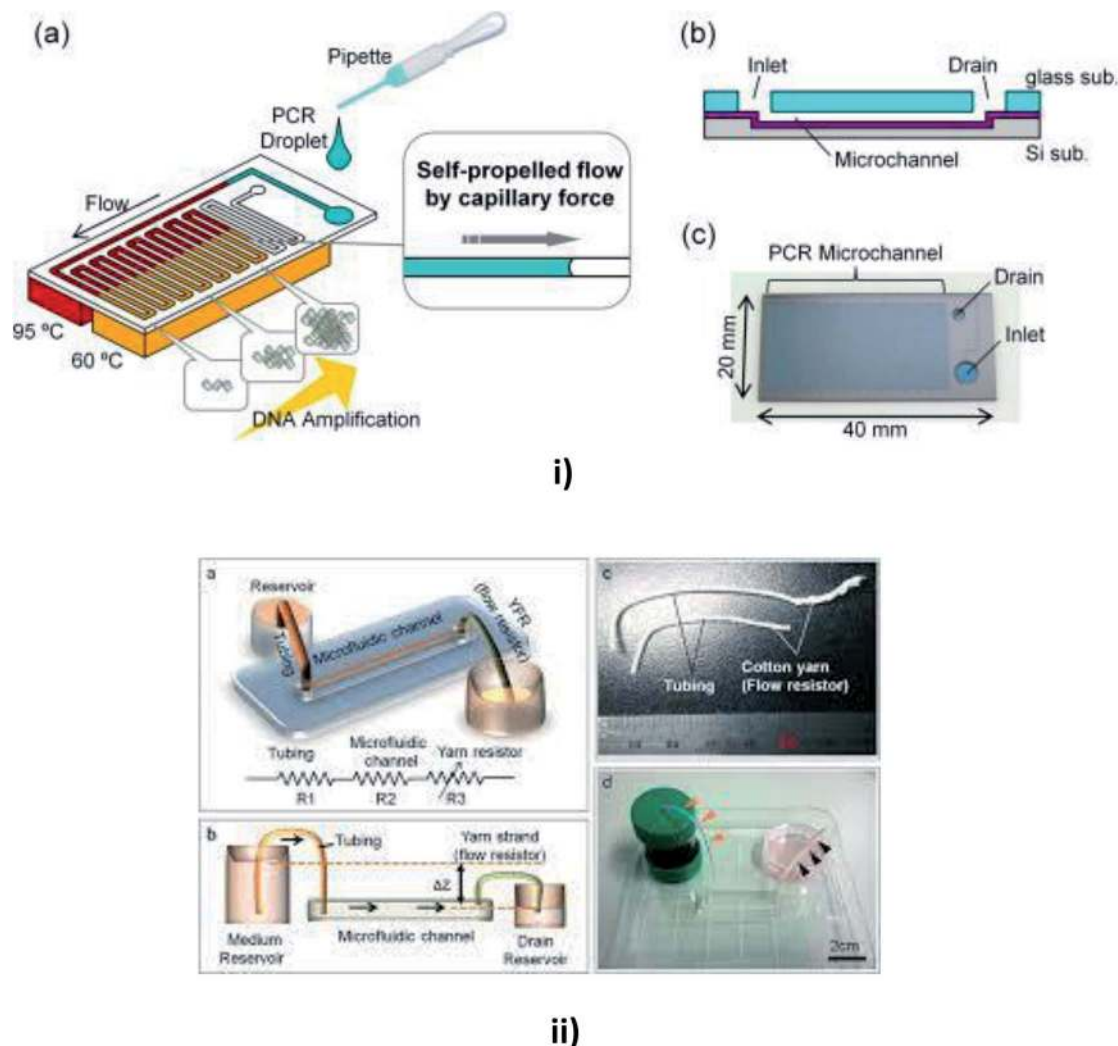 (a)
Pipette
PCR
Droplet
Flow
Self-propelled flow
by capillary force
95 ºC
60 ºC
DNA Amplification
(b)
Inlet
Drain
glass sub.
Microchannel
Si sub.
(c)
PCR Microchannel
Drain
Inlet
20 mm
40 mm
i)
a
Reservoir
Tubing
Microfluidic channel
YFR
(flow resistor)
Tubing
Microfluidic
channel
Yarn resistor
R1
R2
R3
b
Tubing
Yarn strand
(flow resistor)
ΔZ
Microfluidic channel
Medium
Reservoir
Drain
Reservoir
c
Tubing
Cotton yarn
(Flow resistor)
d
2cm
ii)